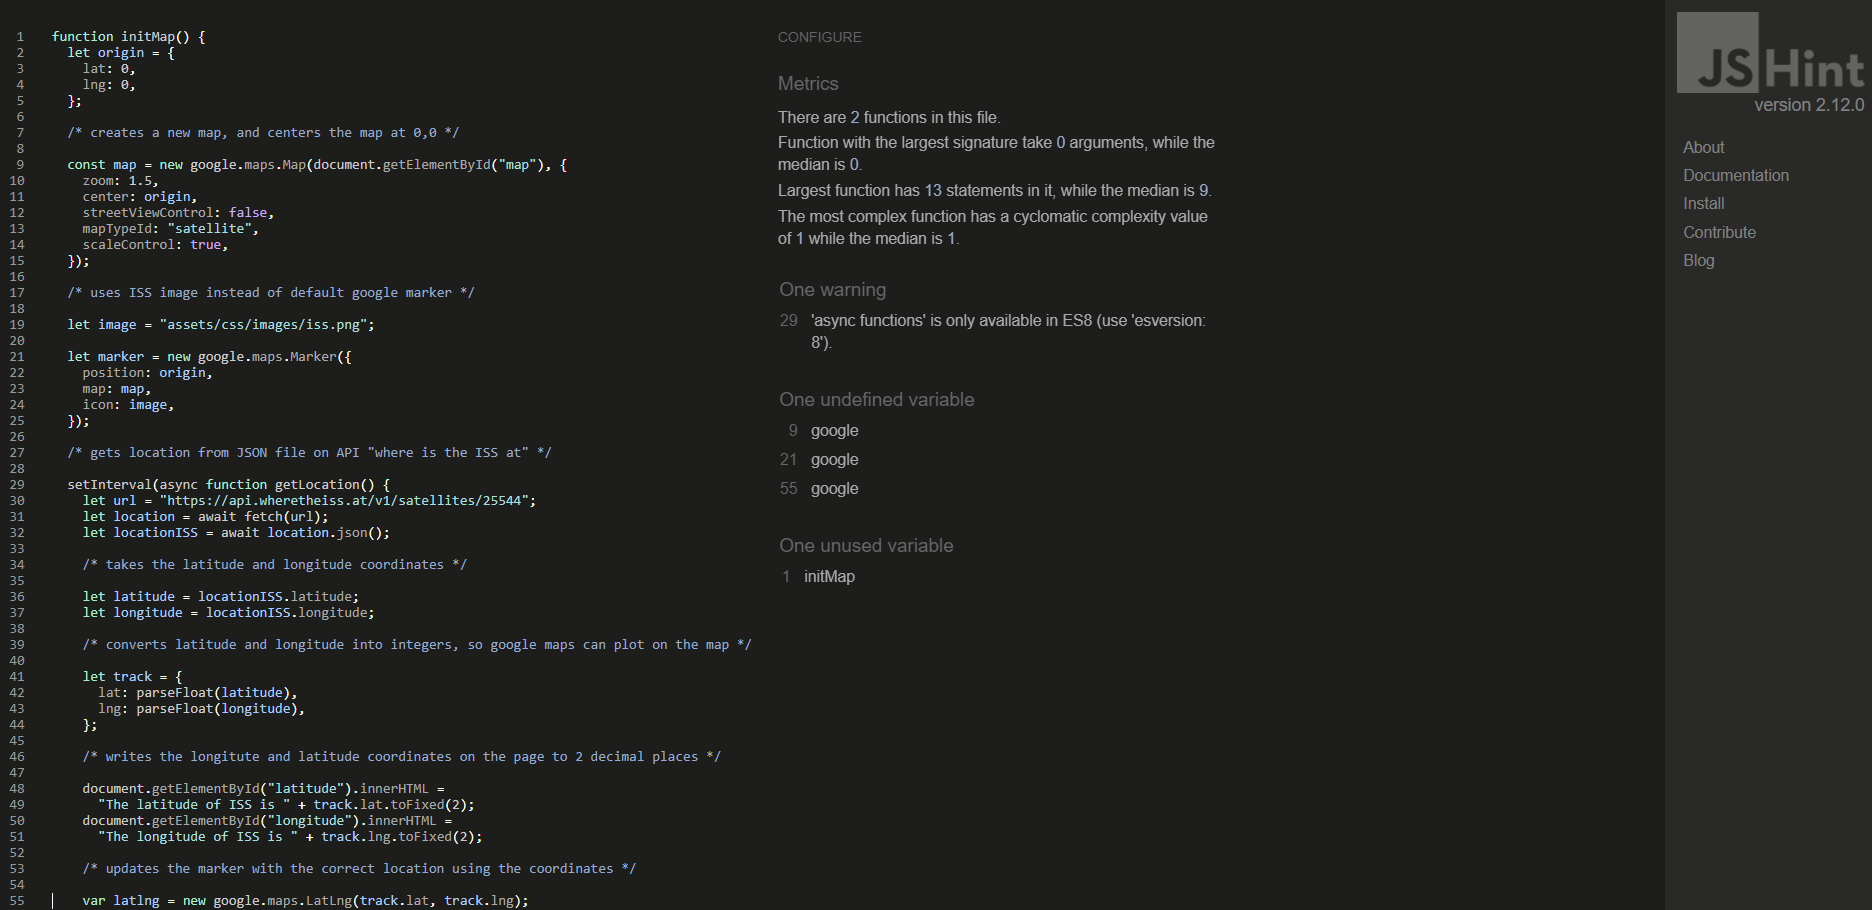 1 function initMap() {
2 let origin = {
3 lat: 0,
4 lng: 0,
5 };
6
7 /* creates a new map, and centers the map at 0,0 */
8
9 const map = new google.maps.Map(document.getElementById("map"), {
10 zoom: 1.5,
11 center: origin,
12 streetViewControl: false,
13 mapTypeId: "satellite",
14 scaleControl: true,
15 });
16
17 /* uses ISS image instead of default google marker */
18
19 let image = "assets/css/images/iss.png";
20
21 let marker = new google.maps.Marker({
22 position: origin,
23 map: map,
24 icon: image,
25 });
26
27 /* gets location from JSON file on API "where is the ISS at" */
28
29 setInterval(async function getLocation() {
30 let url = "https://api.wheretheiss.at/v1/satellites/25544";
31 let location = await fetch(url);
32 let locationISS = await location.json();
33
34 /* takes the latitude and longitude coordinates */
35
36 let latitude = locationISS.latitude;
37 let longitude = locationISS.longitude;
38
39 /* converts latitude and longitude into integers, so google maps can plot on the map */
40
41 let track = {
42 lat: parseFloat(latitude),
43 lng: parseFloat(longitude),
44 };
45
46 /* writes the longitute and latitude coordinates on the page to 2 decimal places */
47
48 document.getElementById("latitude").innerHTML =
49 "The latitude of ISS is " + track.lat.toFixed(2);
50 document.getElementById("longitude").innerHTML =
51 "The longitude of ISS is " + track.lng.toFixed(2);
52
53 /* updates the marker with the correct location using the coordinates */
54
55 var latlng = new google.maps.LatLng(track.lat, track.lng);
CONFIGURE
Metrics
There are 2 functions in this file.
Function with the largest signature take 0 arguments, while the
median is 0.
Largest function has 13 statements in it, while the median is 9.
The most complex function has a cyclomatic complexity value
of 1 while the median is 1.
One warning
29 'async functions' is only available in ES8 (use 'esversion:
8').
One undefined variable
9 google
21 google
55 google
One unused variable
1 initMap
JSHint
version 2.12.0
About
Documentation
Install
Contribute
Blog